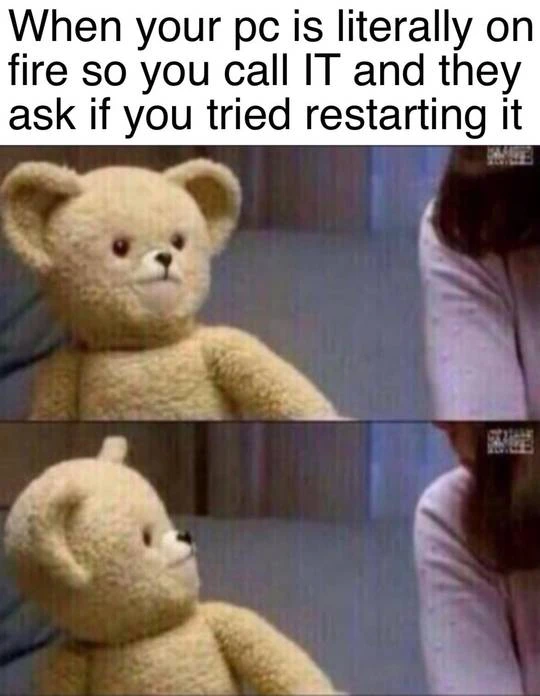 When your pc is literally on
fire so you call IT and they
ask if you tried restarting it